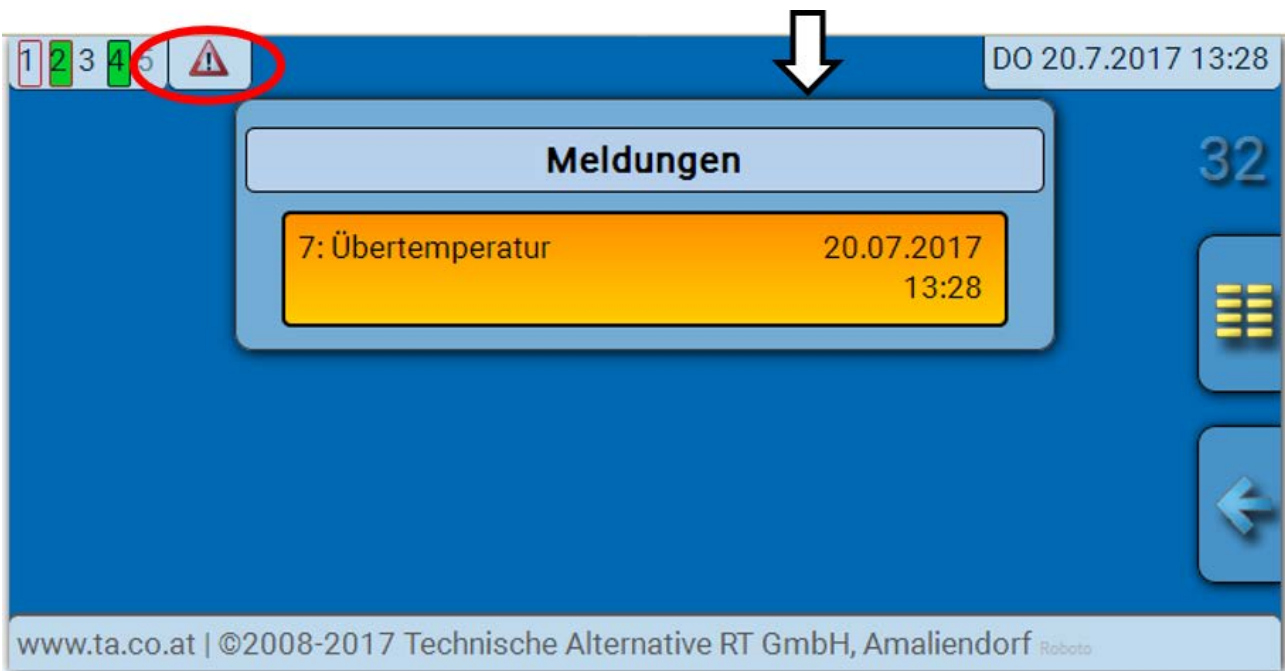 1 2 3 4 5
DO 20.7.2017 13:28
Meldungen
32
7: Übertemperatur 20.07.2017
13:28
www.ta.co.at | ©2008-2017 Technische Alternative RT GmbH, Amaliendorf Roboto